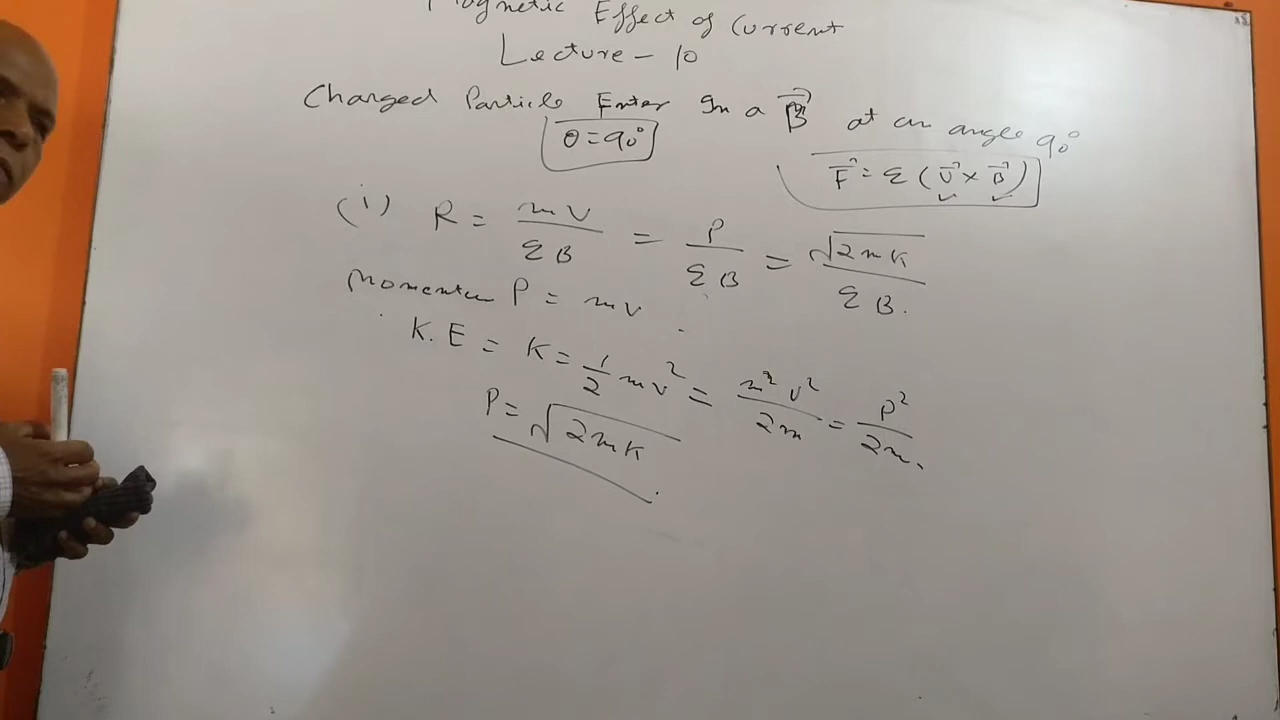 Magnetic Effect of Current
Lecture - 10
Charged Particle Enter In a B⃗ at an angle 90°
θ = 90°
F⃗ = q (v⃗ × B⃗)
(i) R = mv / qB = P / qB = √2mK / qB.
Momentum P = mv
K.E = K = 1/2 mv² = m²v² / 2m = P² / 2m.
P = √2mK